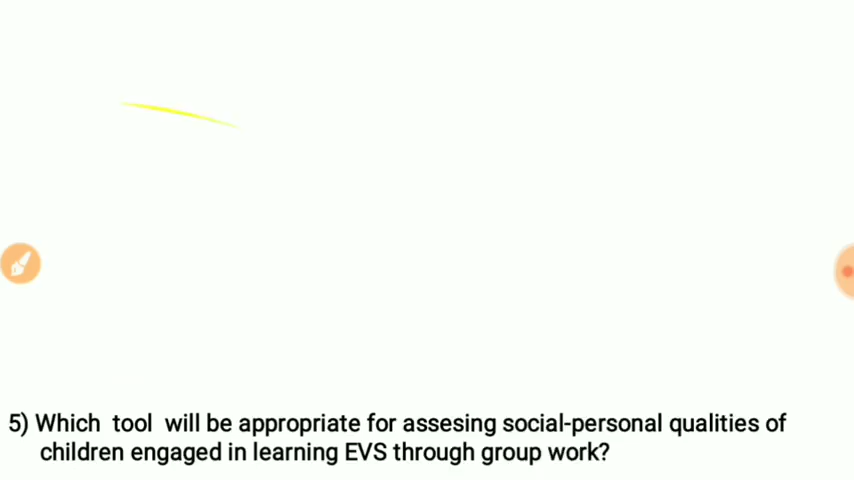 5) Which tool will be appropriate for assesing social-personal qualities of
children engaged in learning EVS through group work?